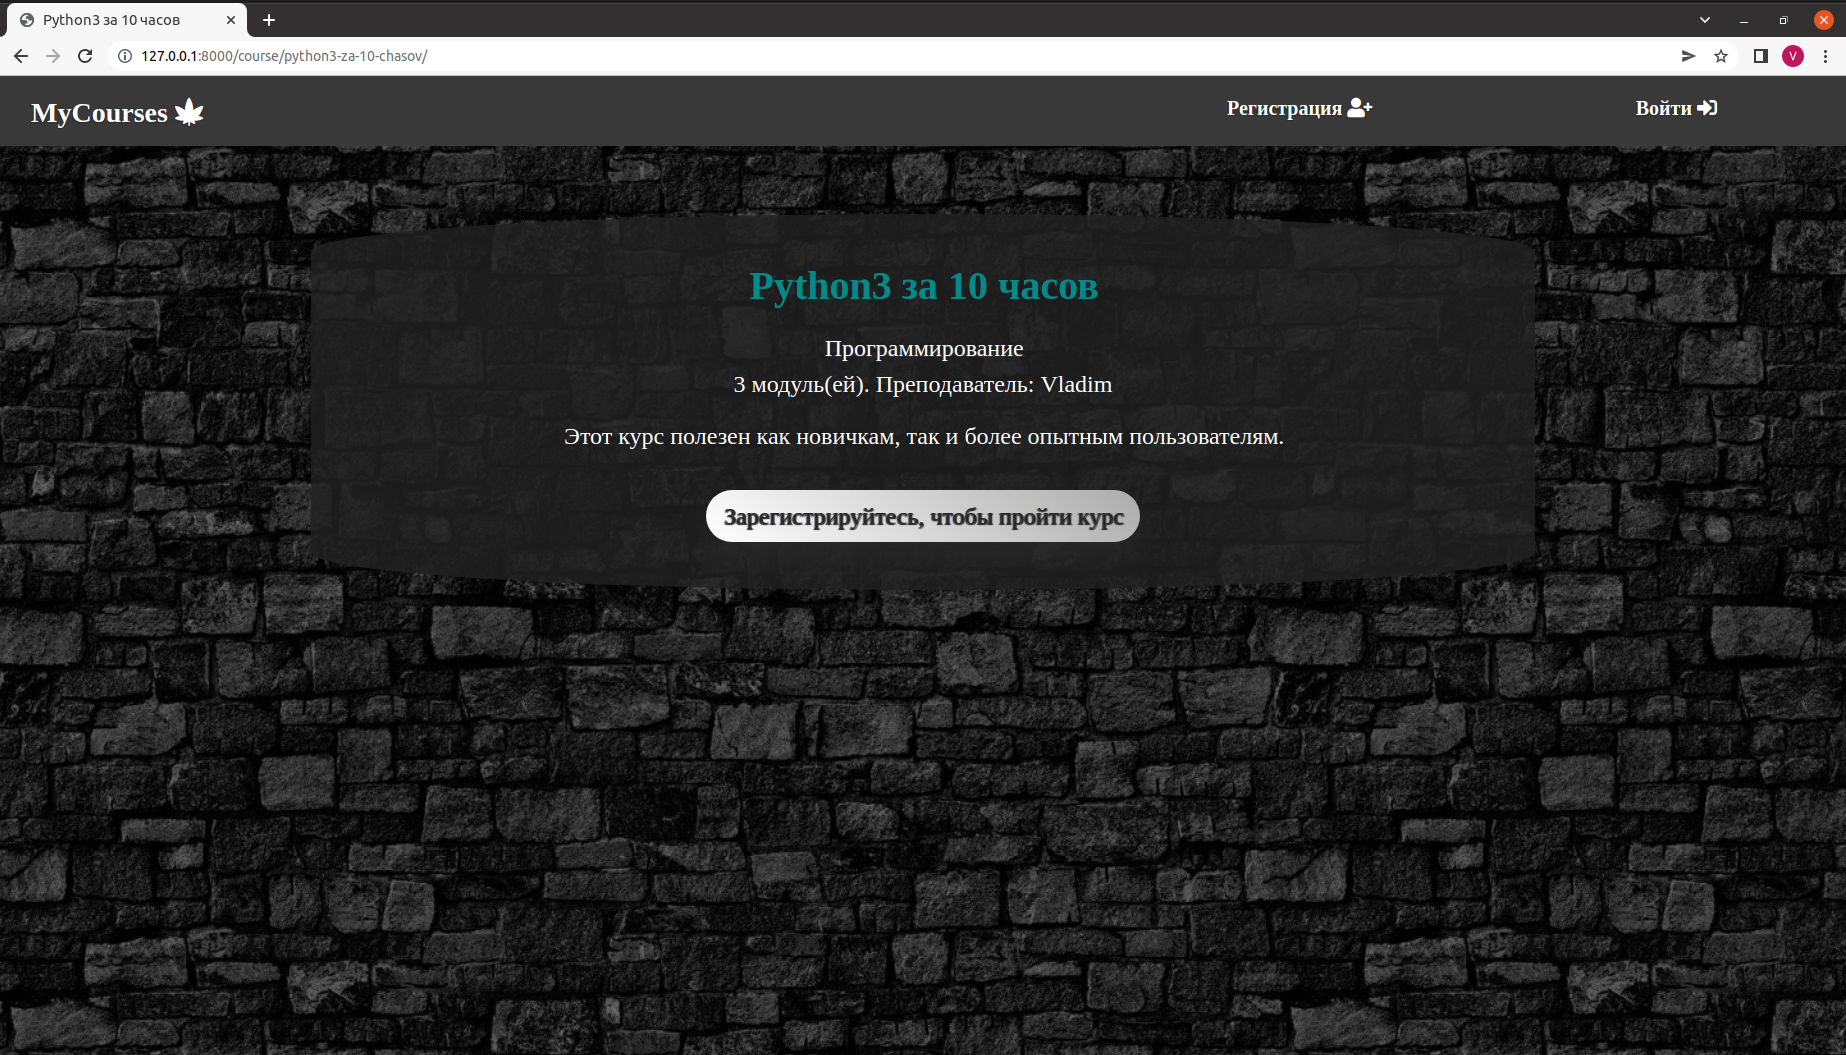 Python3 за 10 часов
127.0.0.1:8000/course/python3-za-10-chasov/
V
MyCourses
Регистрация
Войти
Python3 за 10 часов
Программирование
3 модуль(ей). Преподаватель: Vladim
Этот курс полезен как новичкам, так и более опытным пользователям.
Зарегистрируйтесь, чтобы пройти курс